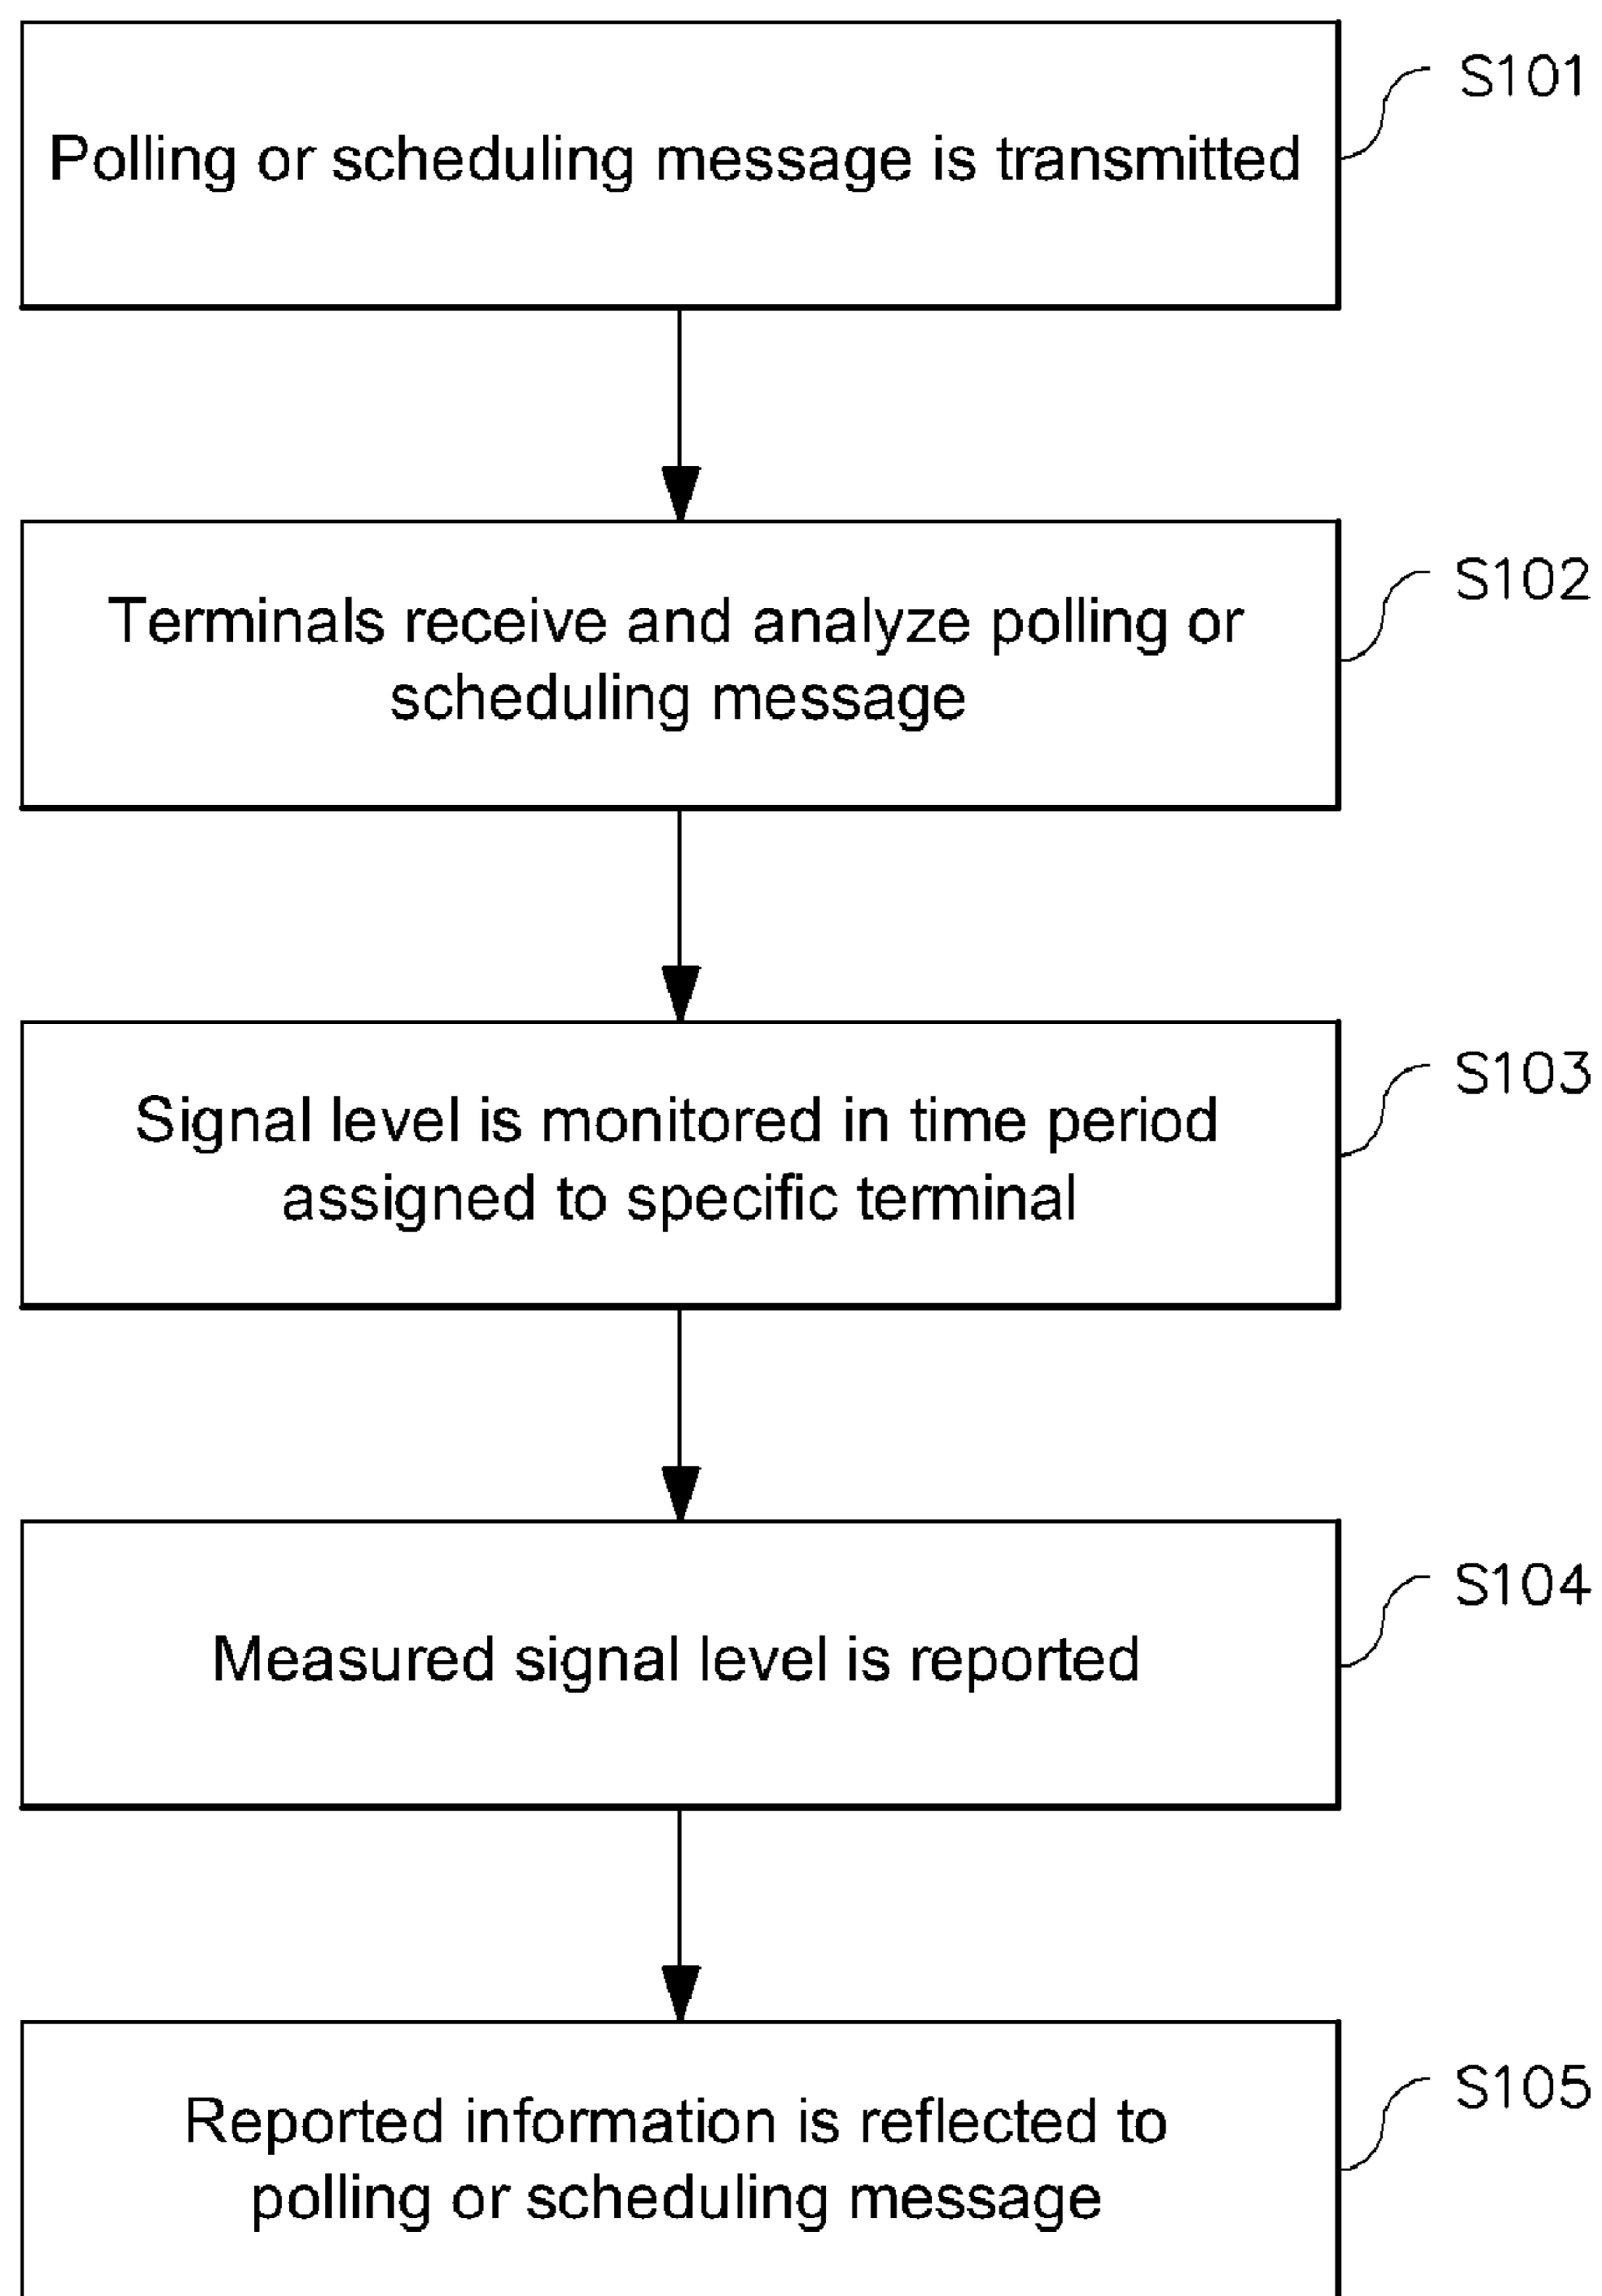 Polling or scheduling message is transmitted
S101
Terminals receive and analyze polling or
scheduling message
S102
Signal level is monitored in time period
assigned to specific terminal
S103
Measured signal level is reported
S104
Reported information is reflected to
polling or scheduling message
S105